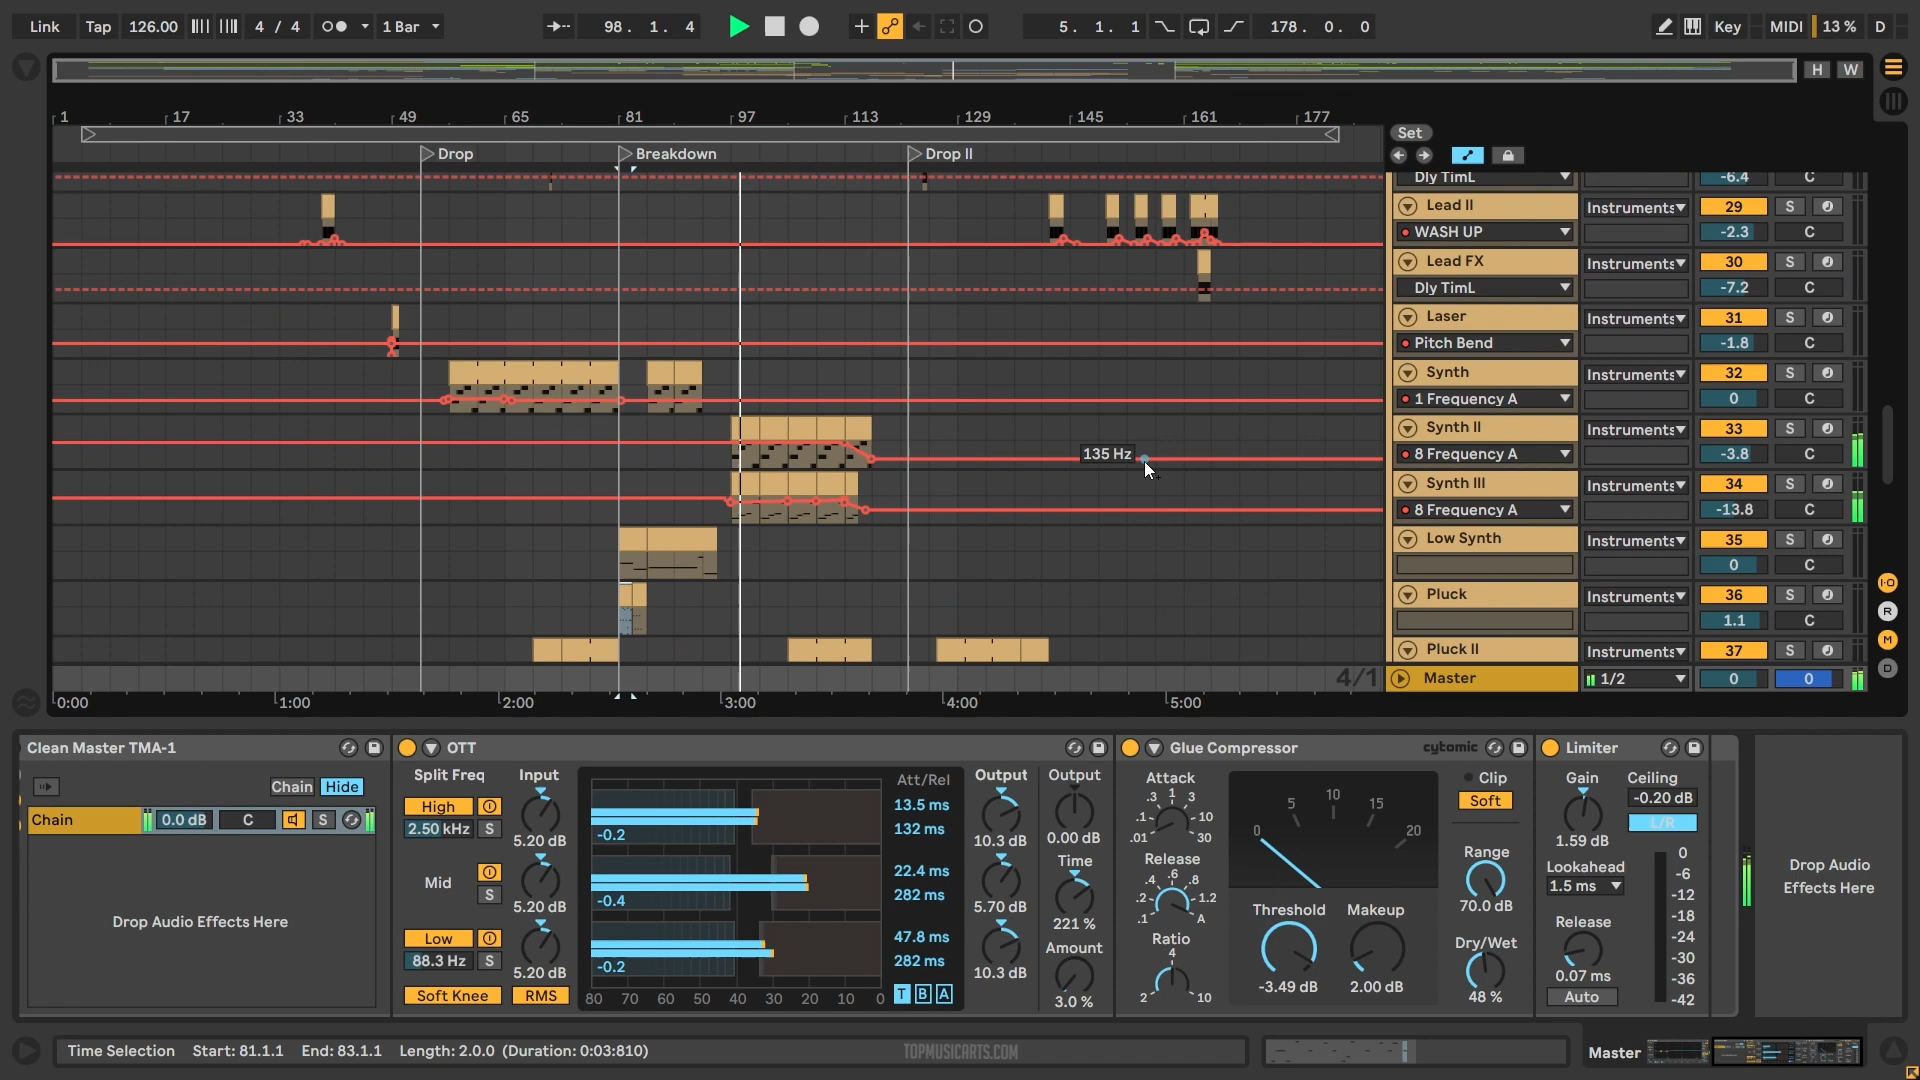 Link Tap 126.00 4 / 4 1 Bar 98. 1. 4 5. 1. 1 178. 0. 0 Key MIDI 13 % D
H W
1 17 33 49 65 81 97 113 129 145 161 177
Set
Drop Breakdown Drop II
Dly TimL -6.4 C
Lead II Instruments 29 S
WASH UP -2.3 C
Lead FX Instruments 30 S
Dly TimL -7.2 C
Laser Instruments 31 S
Pitch Bend -1.8 C
Synth Instruments 32 S
1 Frequency A 0 C
Synth II Instruments 33 S
135 Hz 8 Frequency A -3.8 C
Synth III Instruments 34 S
8 Frequency A -13.8 C
Low Synth Instruments 35 S
0 C
I·O
Pluck Instruments 36 S
R
1.1 C
M
Pluck II Instruments 37 S
D
4/1 Master 1/2 0 0
0:00 1:00 2:00 3:00 4:00 5:00
Clean Master TMA-1
Chain Hide
Chain 0.0 dB C S
Drop Audio Effects Here
OTT
Split Freq Input Att/Rel Output Output
High 13.5 ms
2.50 kHz S 5.20 dB -0.2 132 ms 10.3 dB 0.00 dB
Time
Mid 22.4 ms
S 5.20 dB -0.4 282 ms 5.70 dB 221 %
Low 47.8 ms Amount
88.3 Hz S 5.20 dB -0.2 282 ms 10.3 dB
Soft Knee RMS 80 70 60 50 40 30 20 10 0 T B A 3.0 %
Glue Compressor cytomic
Attack
.01 .1 .3 1 3 10 30
Release
.1 .2 .4 .6 .8 1.2 A
Ratio
2 4 10
0 5 10 15 20
Threshold Makeup
-3.49 dB 2.00 dB
Clip
Soft
Range
70.0 dB
Dry/Wet
48 %
Limiter
Gain Ceiling
-0.20 dB
L/R
1.59 dB
Lookahead
1.5 ms
Release
0.07 ms
Auto
0
-6
-12
-18
-24
-30
-36
-42
Drop Audio
Effects Here
Time Selection Start: 81.1.1 End: 83.1.1 Length: 2.0.0 (Duration: 0:03:810) TOPMUSICARTS.COM Master